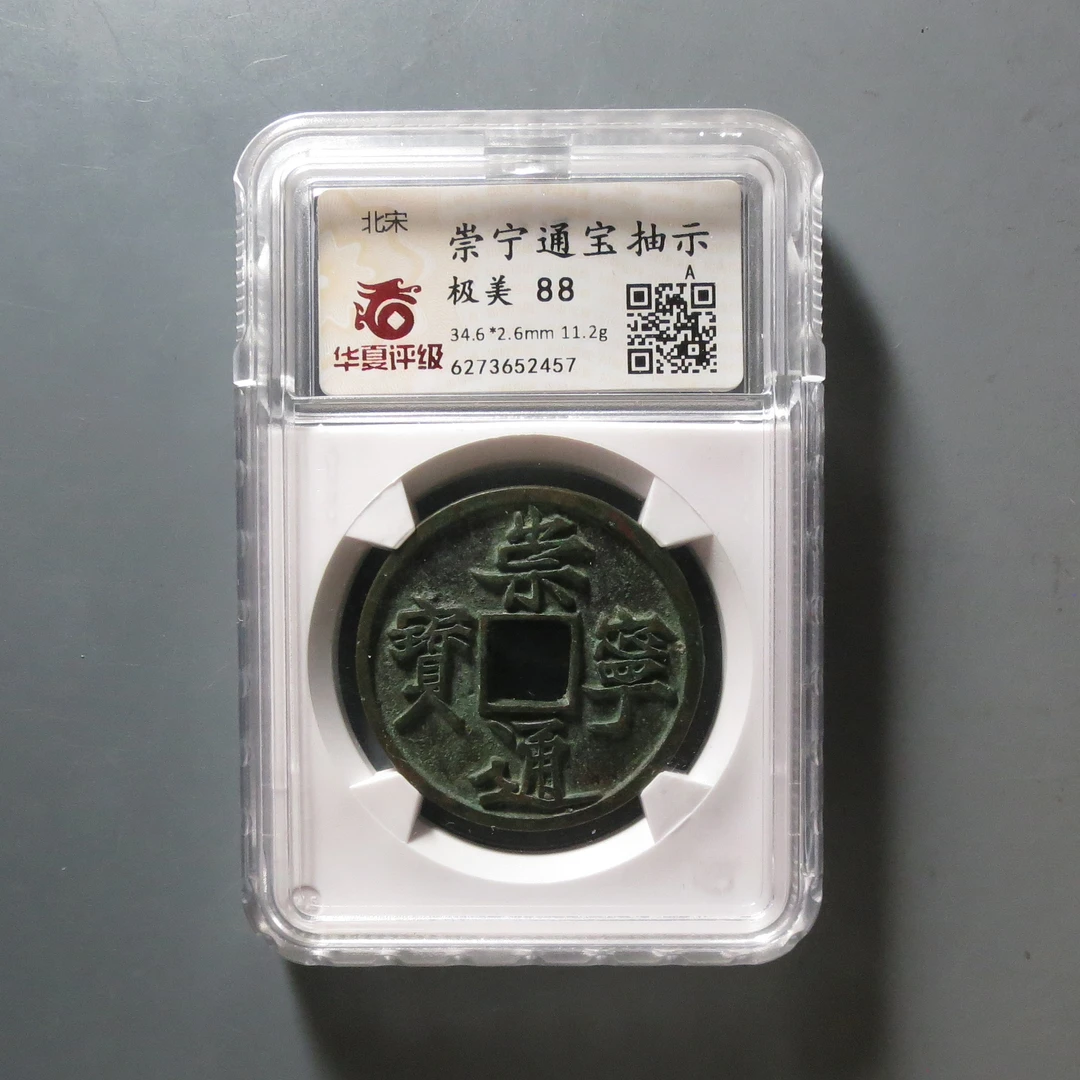 北宋
华夏评级
崇宁通宝抽示
极美 88
34.6*2.6mm 11.2g
6273652457
A
崇
寧
通
寳